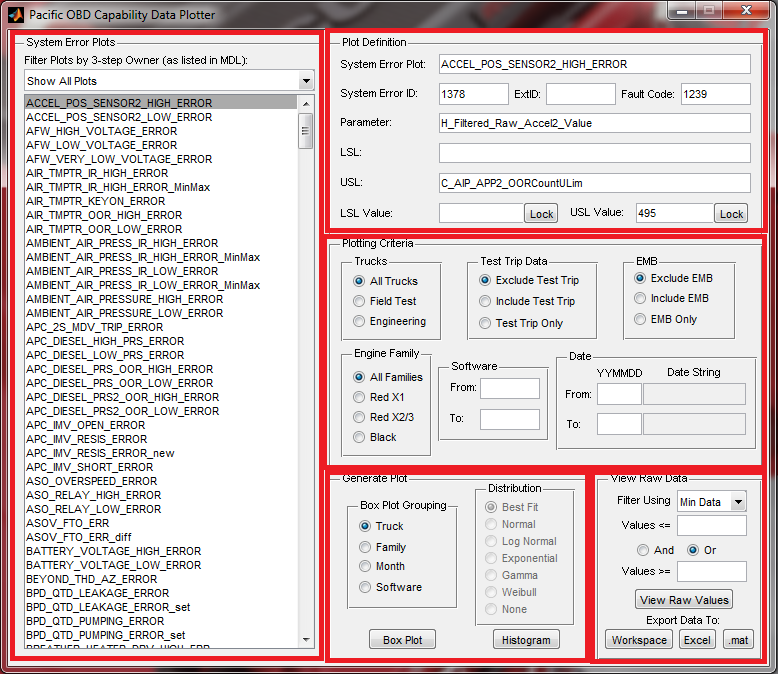 Pacific OBD Capability Data Plotter
System Error Plots
Filter Plots by 3-step Owner (as listed in MDL):
Show All Plots
ACCEL_POS_SENSOR2_HIGH_ERROR
ACCEL_POS_SENSOR2_LOW_ERROR
AFW_HIGH_VOLTAGE_ERROR
AFW_LOW_VOLTAGE_ERROR
AFW_VERY_LOW_VOLTAGE_ERROR
AIR_TMPTR_IR_HIGH_ERROR
AIR_TMPTR_IR_HIGH_ERROR_MinMax
AIR_TMPTR_KEYON_ERROR
AIR_TMPTR_OOR_HIGH_ERROR
AIR_TMPTR_OOR_LOW_ERROR
AMBIENT_AIR_PRESS_IR_HIGH_ERROR
AMBIENT_AIR_PRESS_IR_HIGH_ERROR_MinMax
AMBIENT_AIR_PRESS_IR_LOW_ERROR
AMBIENT_AIR_PRESS_IR_LOW_ERROR_MinMax
AMBIENT_AIR_PRESSURE_HIGH_ERROR
AMBIENT_AIR_PRESSURE_LOW_ERROR
APC_2S_MDV_TRIP_ERROR
APC_DIESEL_HIGH_PRS_ERROR
APC_DIESEL_LOW_PRS_ERROR
APC_DIESEL_PRS_OOR_HIGH_ERROR
APC_DIESEL_PRS_OOR_LOW_ERROR
APC_DIESEL_PRS2_OOR_HIGH_ERROR
APC_DIESEL_PRS2_OOR_LOW_ERROR
APC_IMV_OPEN_ERROR
APC_IMV_RESIS_ERROR
APC_IMV_RESIS_ERROR_new
APC_IMV_SHORT_ERROR
ASO_OVERSPEED_ERROR
ASO_RELAY_HIGH_ERROR
ASO_RELAY_LOW_ERROR
ASOV_FTO_ERR
ASOV_FTO_ERR_diff
BATTERY_VOLTAGE_HIGH_ERROR
BATTERY_VOLTAGE_LOW_ERROR
BEYOND_THD_AZ_ERROR
BPD_QTD_LEAKAGE_ERROR
BPD_QTD_LEAKAGE_ERROR_set
BPD_QTD_PUMPING_ERROR
BPD_QTD_PUMPING_ERROR_set
BREATHER_HEATER_DRV_HIGH_ERROR
Plot Definition
System Error Plot: ACCEL_POS_SENSOR2_HIGH_ERROR
System Error ID: 1378 ExtID: Fault Code: 1239
Parameter: H_Filtered_Raw_Accel2_Value
LSL:
USL: C_AIP_APP2_OORCountULim
LSL Value: Lock USL Value: 495 Lock
Plotting Criteria
Trucks
All Trucks
Field Test
Engineering
Test Trip Data
Exclude Test Trip
Include Test Trip
Test Trip Only
EMB
Exclude EMB
Include EMB
EMB Only
Engine Family
All Families
Red X1
Red X2/3
Black
Software
From:
To:
Date
YYMMDD Date String
From:
To:
Generate Plot
Box Plot Grouping
Truck
Family
Month
Software
Box Plot
Distribution
Best Fit
Normal
Log Normal
Exponential
Gamma
Weibull
None
Histogram
View Raw Data
Filter Using Min Data
Values <=
And Or
Values >=
View Raw Values
Export Data To:
Workspace Excel .mat